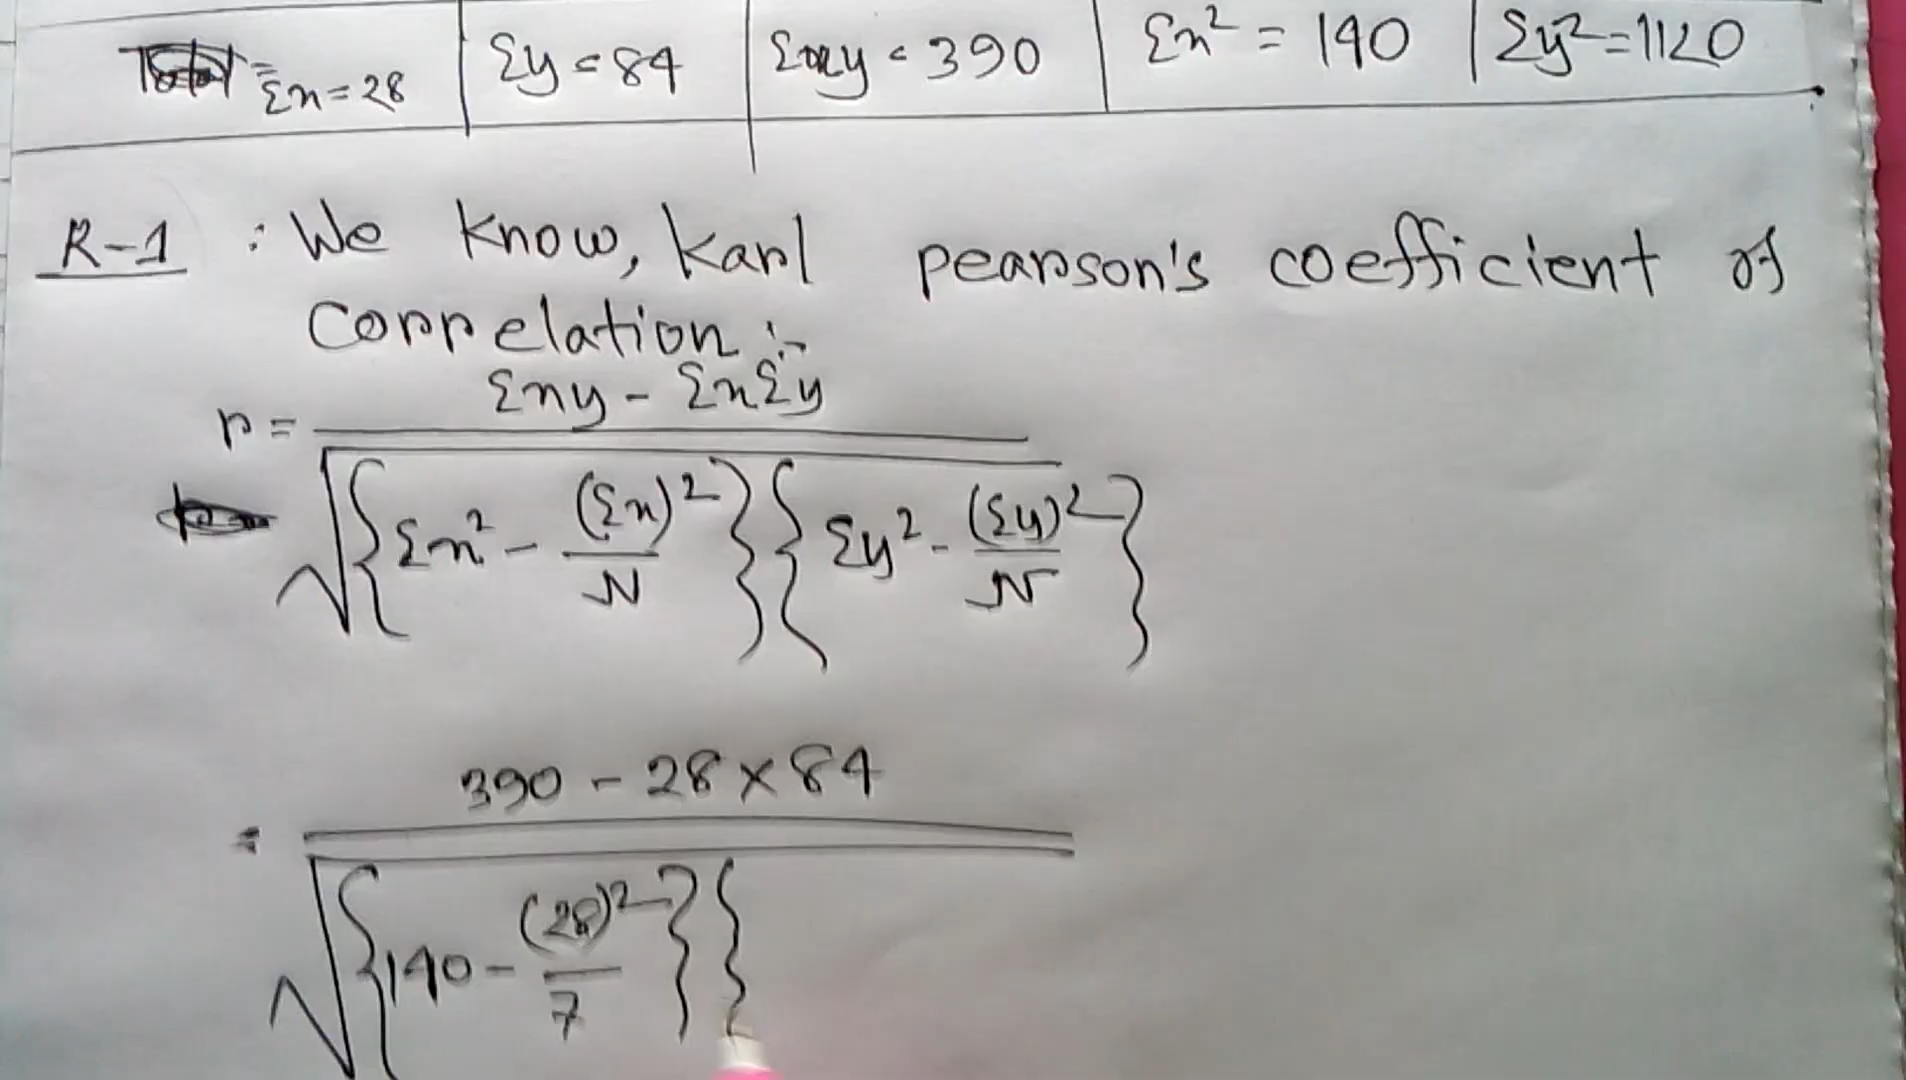 Total Σx=28 Σy=84 Σxy=390 Σx²=140 Σy²=1120
R-1 : We know, Karl pearson's coefficient of
correlation :-
r = Σxy - ΣxΣy
√{Σx² - (Σx)²/N}{Σy² - (Σy)²/N}
= 390 - 28×84
√{140 - (28)²/7}{